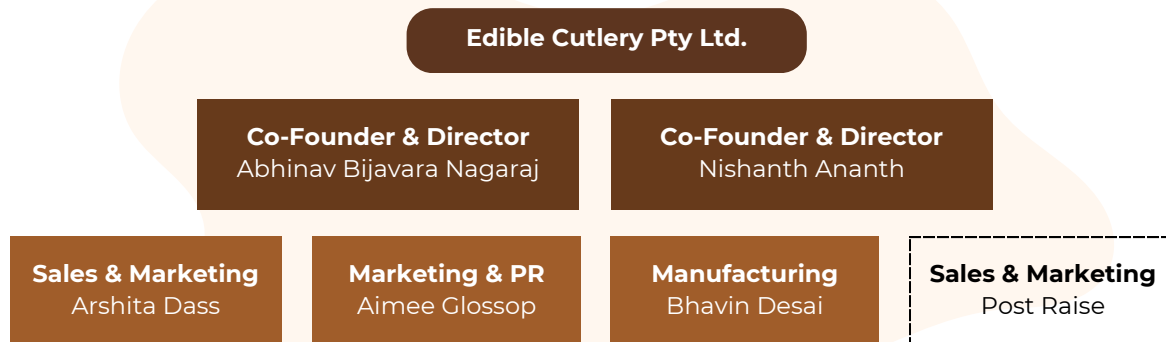 Edible Cutlery Pty Ltd.
Co-Founder & Director
Abhinav Bijavara Nagaraj
Co-Founder & Director
Nishanth Ananth
Sales & Marketing
Arshita Dass
Marketing & PR
Aimee Glossop
Manufacturing
Bhavin Desai
Sales & Marketing
Post Raise